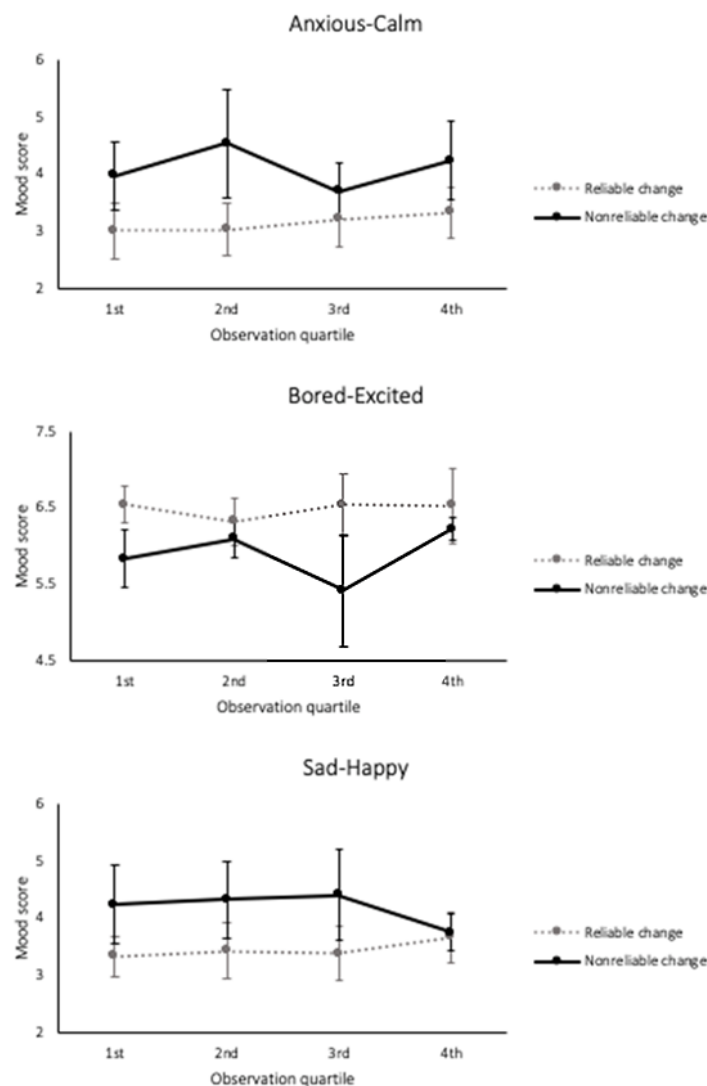 Anxious-Calm
6
5
4
3
2
Mood score
1st 2nd 3rd 4th
Observation quartile
Reliable change
Nonreliable change
Bored-Excited
7.5
6.5
5.5
4.5
Mood score
1st 2nd 3rd 4th
Observation quartile
Reliable change
Nonreliable change
Sad-Happy
6
5
4
3
2
Mood score
1st 2nd 3rd 4th
Observation quartile
Reliable change
Nonreliable change